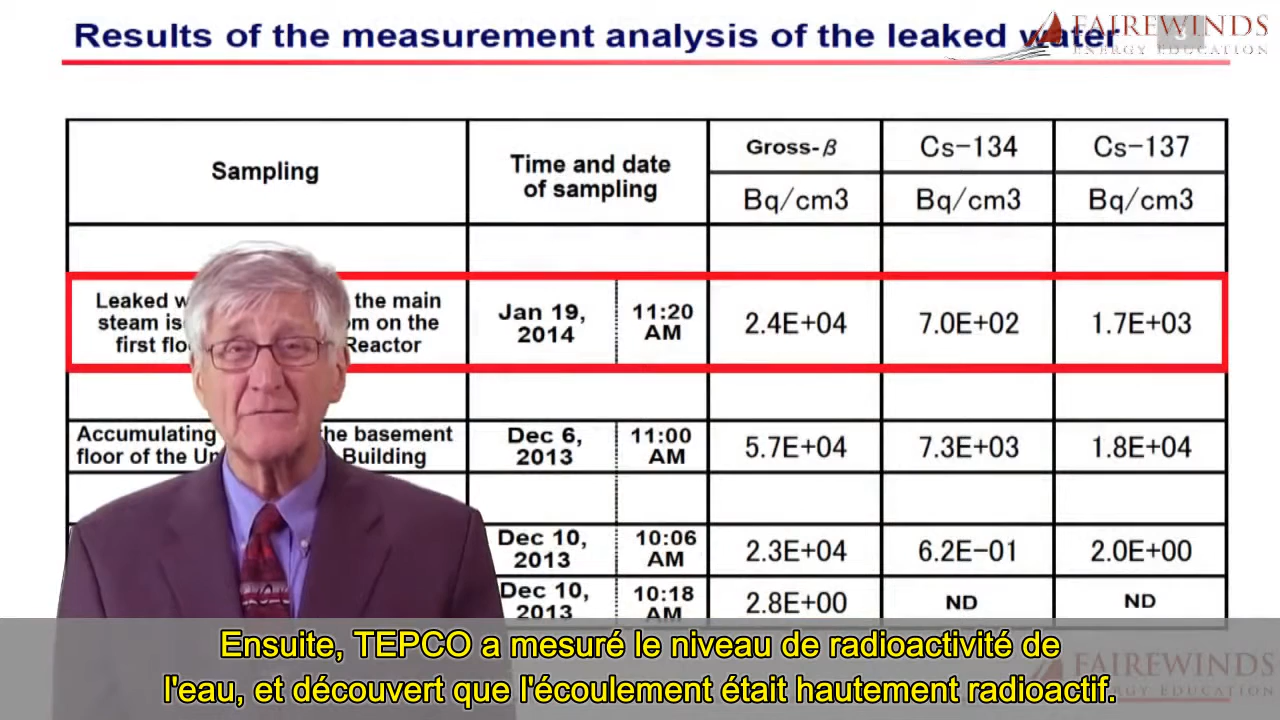 Results of the measurement analysis of the leaked water
FAIREWINDS
ENERGY EDUCATION
3
Sampling
Time and date
of sampling
Gross-β
Cs-134
Cs-137
Bq/cm3
Bq/cm3
Bq/cm3
Leaked the main
steam on the
first Reactor
Jan 19,
2014
11:20
AM
2.4E+04
7.0E+02
1.7E+03
Accumulating basement
floor of the Building
Dec 6,
2013
11:00
AM
5.7E+04
7.3E+03
1.8E+04
Dec 10,
2013
10:06
AM
2.3E+04
6.2E-01
2.0E+00
Dec 10,
2013
10:18
AM
2.8E+00
ND
ND
Ensuite, TEPCO a mesuré le niveau de radioactivité de
l'eau, et découvert que l'écoulement était hautement radioactif.
FAIREWINDS
ENERGY EDUCATION